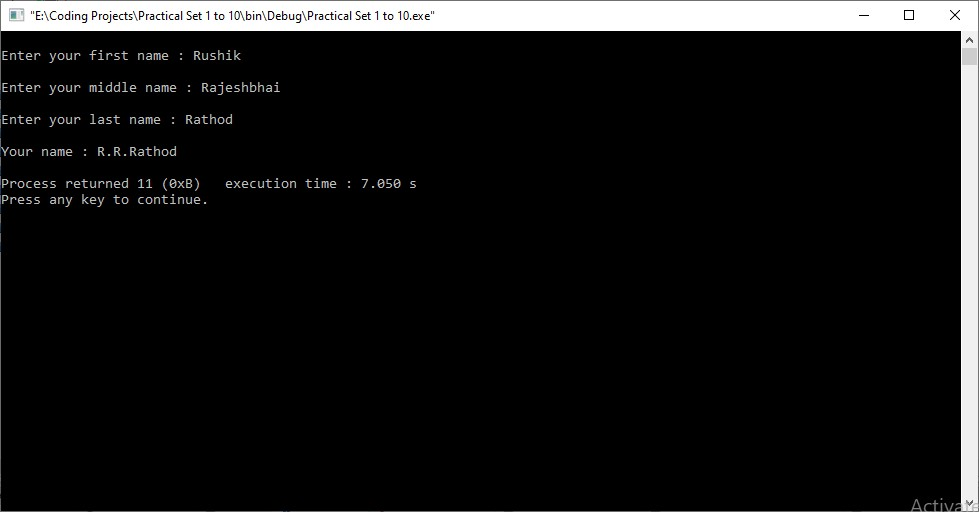 "E:\Coding Projects\Practical Set 1 to 10\bin\Debug\Practical Set 1 to 10.exe"
Enter your first name : Rushik
Enter your middle name : Rajeshbhai
Enter your last name : Rathod
Your name : R.R.Rathod
Process returned 11 (0xB)   execution time : 7.050 s
Press any key to continue.